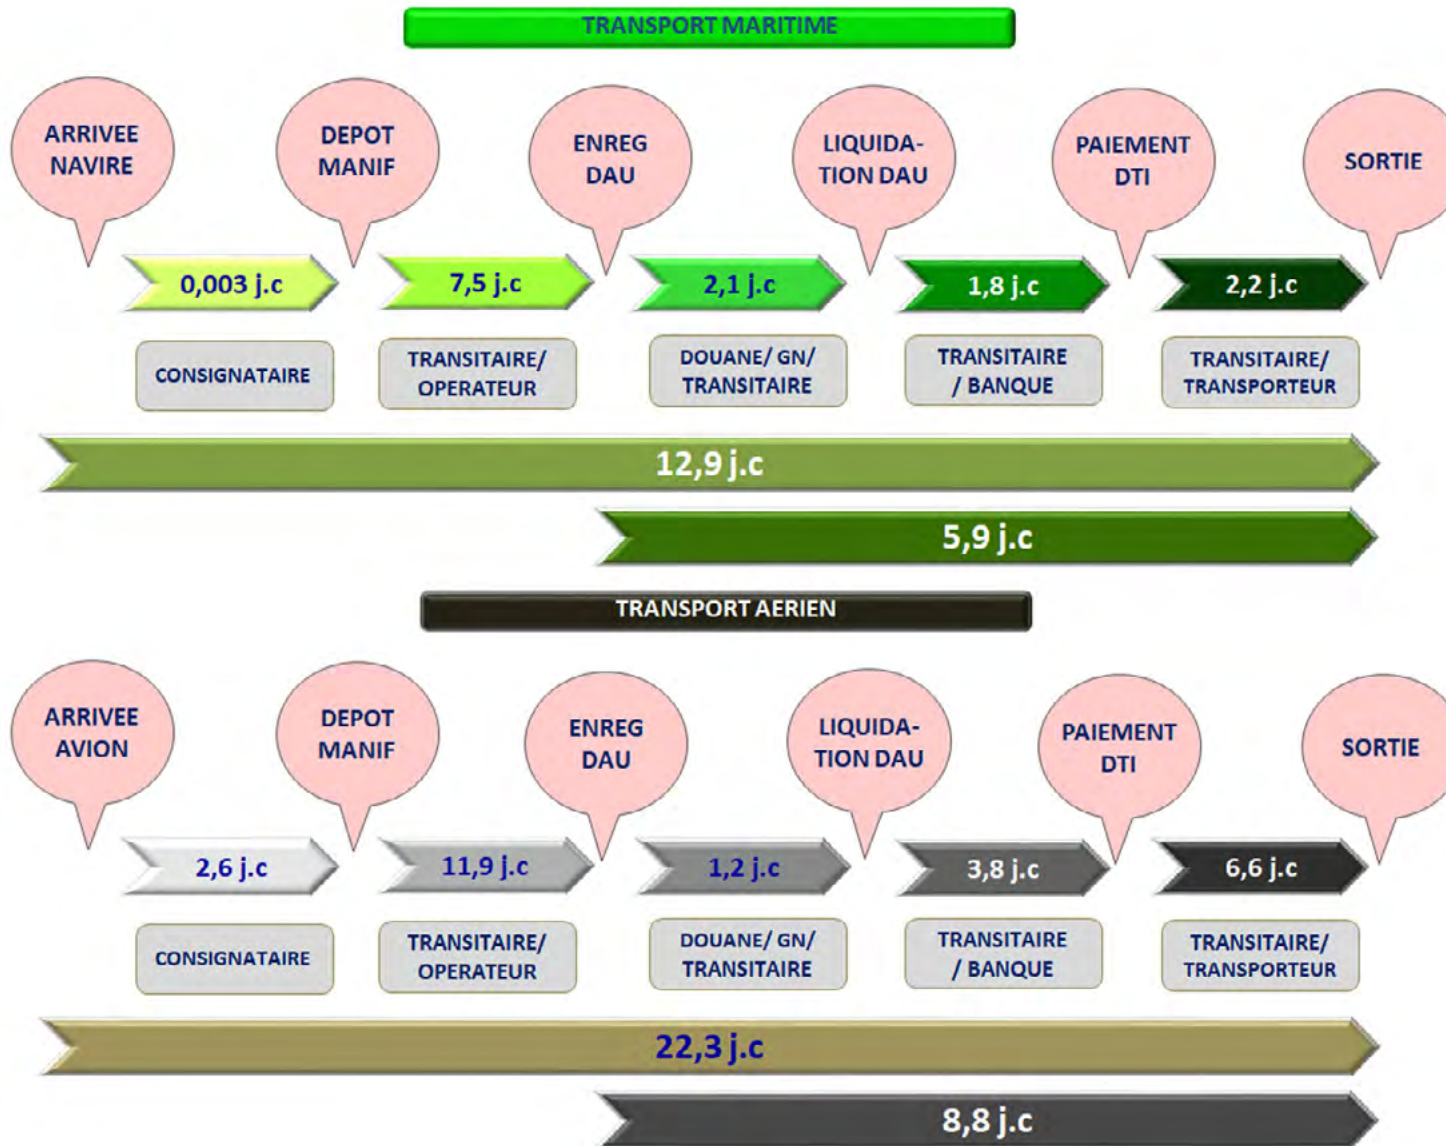 TRANSPORT MARITIME
ARRIVEE
NAVIRE
DEPOT
MANIF
ENREG
DAU
LIQUIDA-
TION DAU
PAIEMENT
DTI
SORTIE
0,003 j.c
7,5 j.c
2,1 j.c
1,8 j.c
2,2 j.c
CONSIGNATAIRE
TRANSITAIRE/
OPERATEUR
DOUANE/ GN/
TRANSITAIRE
TRANSITAIRE
/ BANQUE
TRANSITAIRE/
TRANSPORTEUR
12,9 j.c
5,9 j.c
TRANSPORT AERIEN
ARRIVEE
AVION
DEPOT
MANIF
ENREG
DAU
LIQUIDA-
TION DAU
PAIEMENT
DTI
SORTIE
2,6 j.c
11,9 j.c
1,2 j.c
3,8 j.c
6,6 j.c
CONSIGNATAIRE
TRANSITAIRE/
OPERATEUR
DOUANE/ GN/
TRANSITAIRE
TRANSITAIRE
/ BANQUE
TRANSITAIRE/
TRANSPORTEUR
22,3 j.c
8,8 j.c